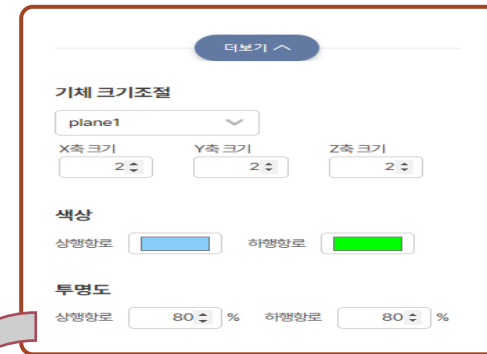 더보기
기체 크기조절
plane1
X축 크기 Y축 크기 Z축 크기
2 2 2
색상
상행항로 하행항로
투명도
상행항로 80 % 하행항로 80 %